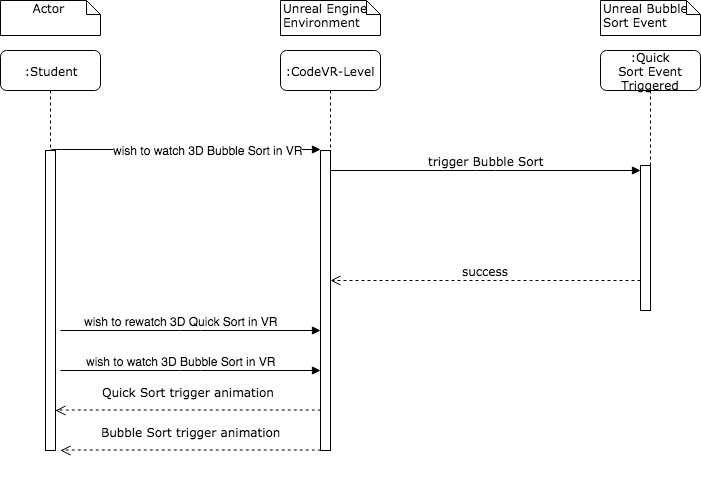 Actor
Unreal Engine
Environment
Unreal Bubble
Sort Event
:Student
:CodeVR-Level
:Quick
Sort Event
Triggered
wish to watch 3D Bubble Sort in VR
trigger Bubble Sort
success
wish to rewatch 3D Quick Sort in VR
wish to watch 3D Bubble Sort in VR
Quick Sort trigger animation
Bubble Sort trigger animation